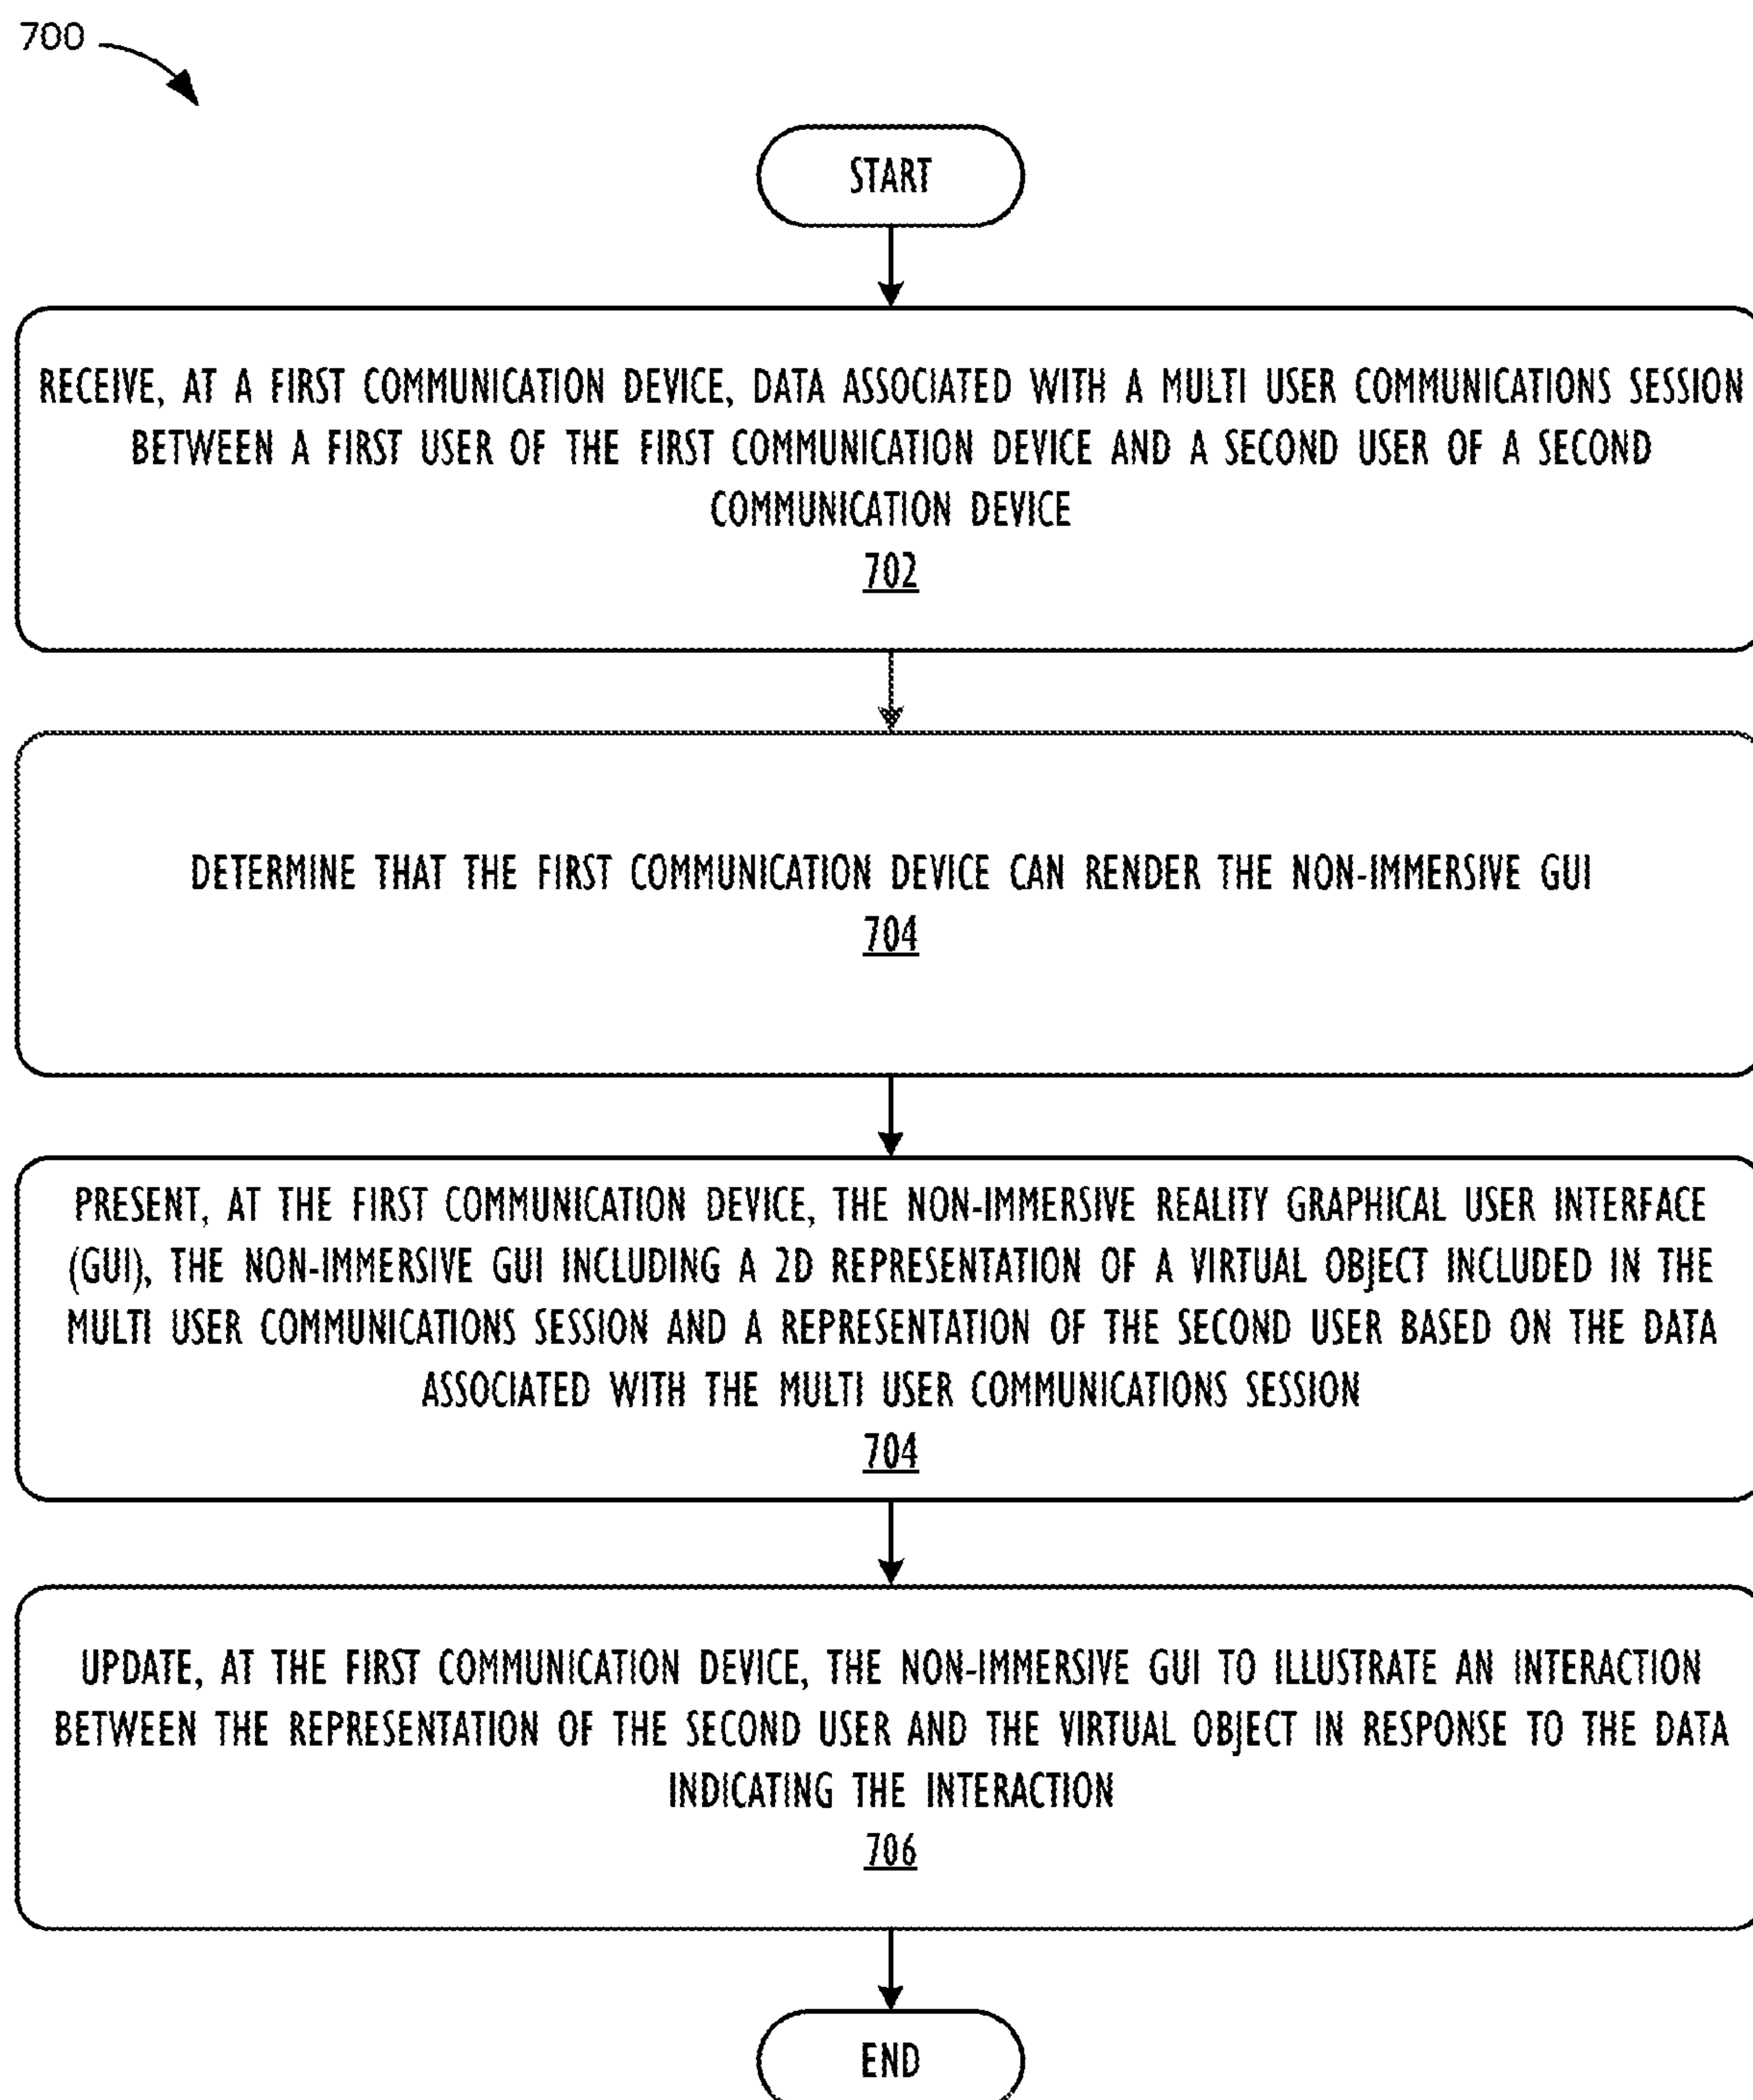 700
START
RECEIVE, AT A FIRST COMMUNICATION DEVICE, DATA ASSOCIATED WITH A MULTI USER COMMUNICATIONS SESSION
BETWEEN A FIRST USER OF THE FIRST COMMUNICATION DEVICE AND A SECOND USER OF A SECOND
COMMUNICATION DEVICE
702
DETERMINE THAT THE FIRST COMMUNICATION DEVICE CAN RENDER THE NON-IMMERSIVE GUI
704
PRESENT, AT THE FIRST COMMUNICATION DEVICE, THE NON-IMMERSIVE REALITY GRAPHICAL USER INTERFACE
(GUI), THE NON-IMMERSIVE GUI INCLUDING A 2D REPRESENTATION OF A VIRTUAL OBJECT INCLUDED IN THE
MULTI USER COMMUNICATIONS SESSION AND A REPRESENTATION OF THE SECOND USER BASED ON THE DATA
ASSOCIATED WITH THE MULTI USER COMMUNICATIONS SESSION
704
UPDATE, AT THE FIRST COMMUNICATION DEVICE, THE NON-IMMERSIVE GUI TO ILLUSTRATE AN INTERACTION
BETWEEN THE REPRESENTATION OF THE SECOND USER AND THE VIRTUAL OBJECT IN RESPONSE TO THE DATA
INDICATING THE INTERACTION
706
END